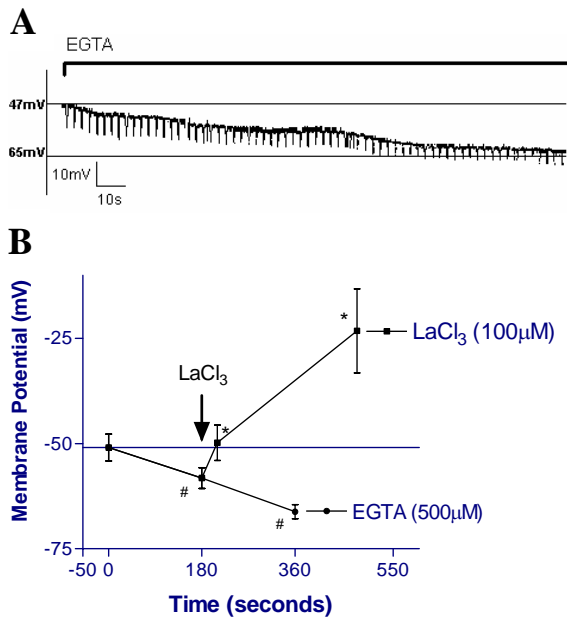 A
EGTA
47mV
65mV
10mV
10s
B
Membrane Potential (mV)
-25
-50
-75
LaCl₃
*
*
#
#
LaCl₃ (100µM)
EGTA (500µM)
-50 0 180 360 550
Time (seconds)